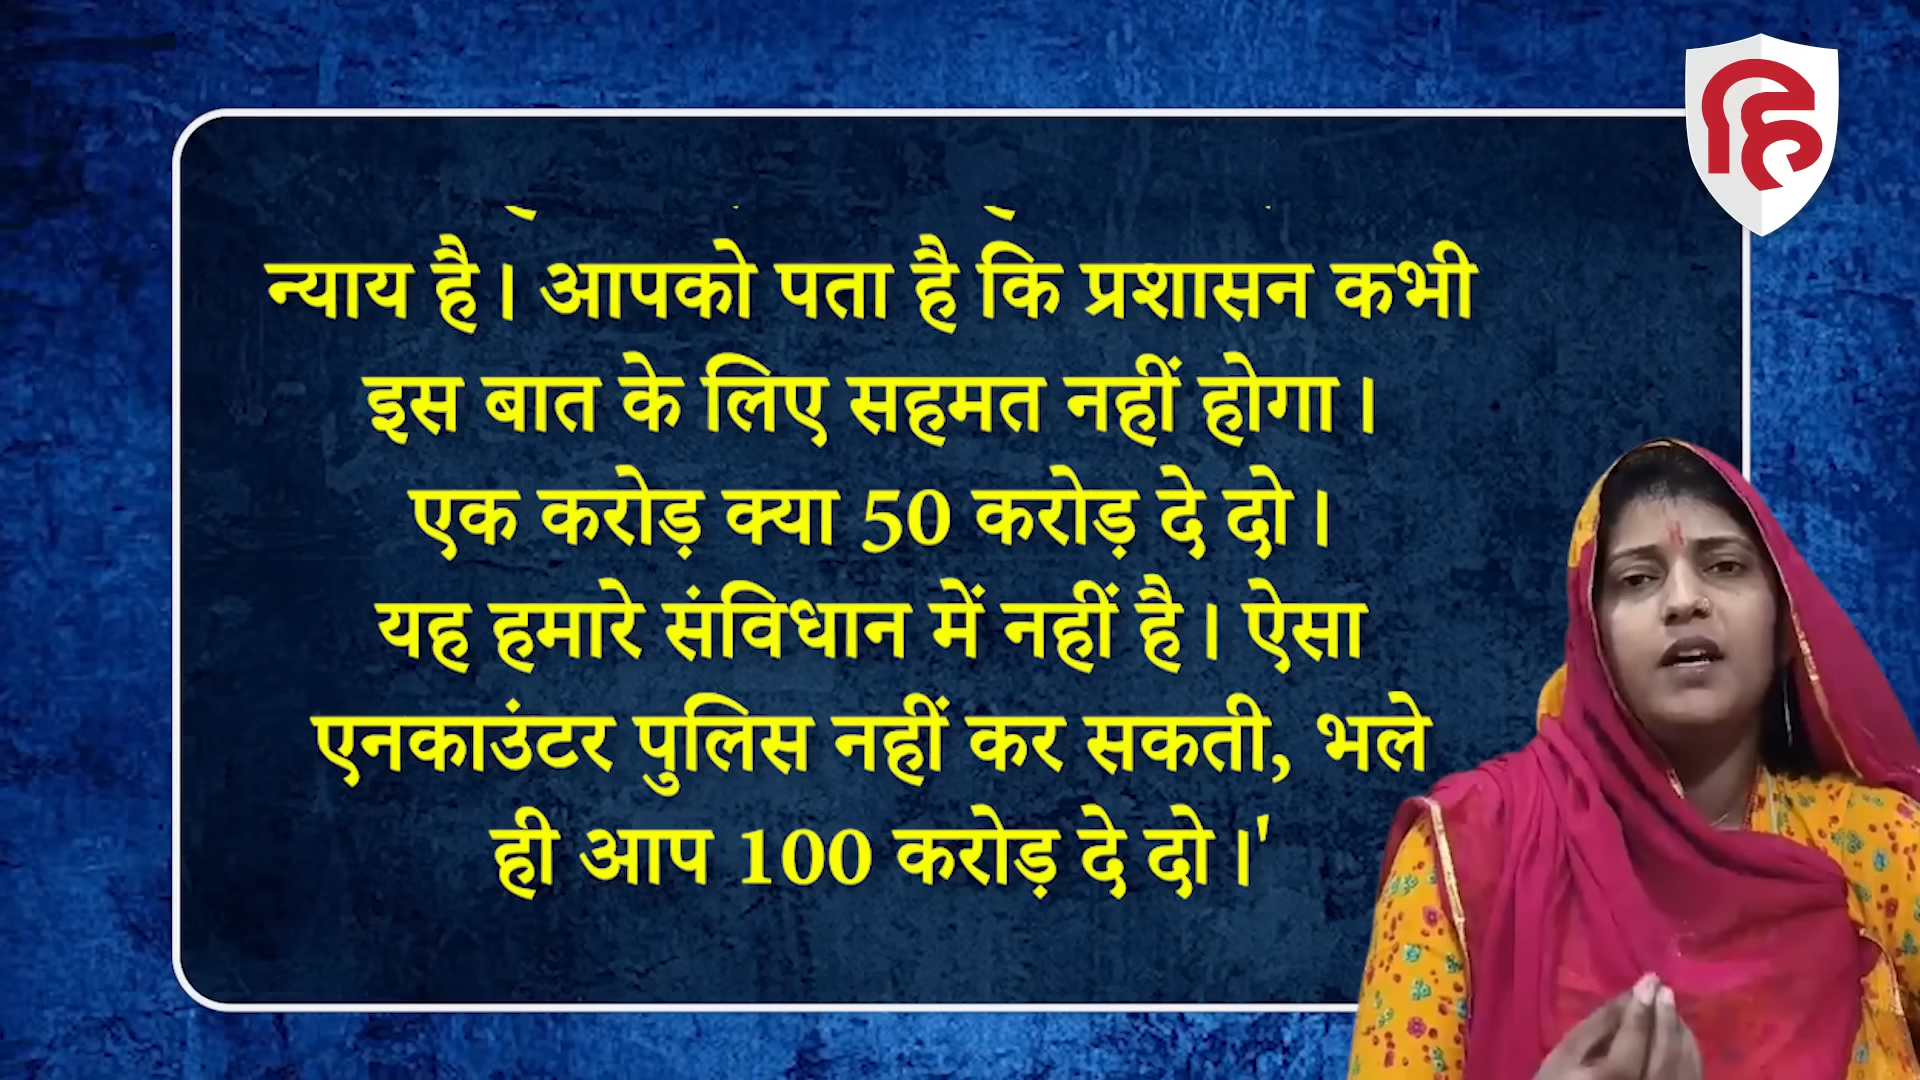 हि
न्याय है। आपको पता है कि प्रशासन कभी
इस बात के लिए सहमत नहीं होगा।
एक करोड़ क्या 50 करोड़ दे दो।
यह हमारे संविधान में नहीं है। ऐसा
एनकाउंटर पुलिस नहीं कर सकती, भले
ही आप 100 करोड़ दे दो।'